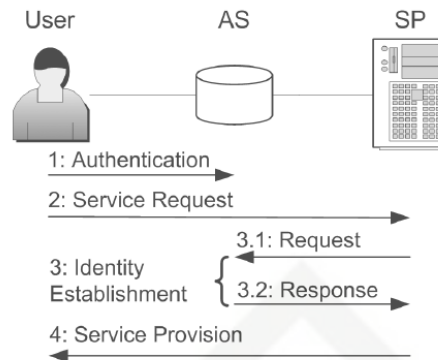 User
AS
SP
1: Authentication
2: Service Request
3.1: Request
3: Identity
Establishment
3.2: Response
4: Service Provision